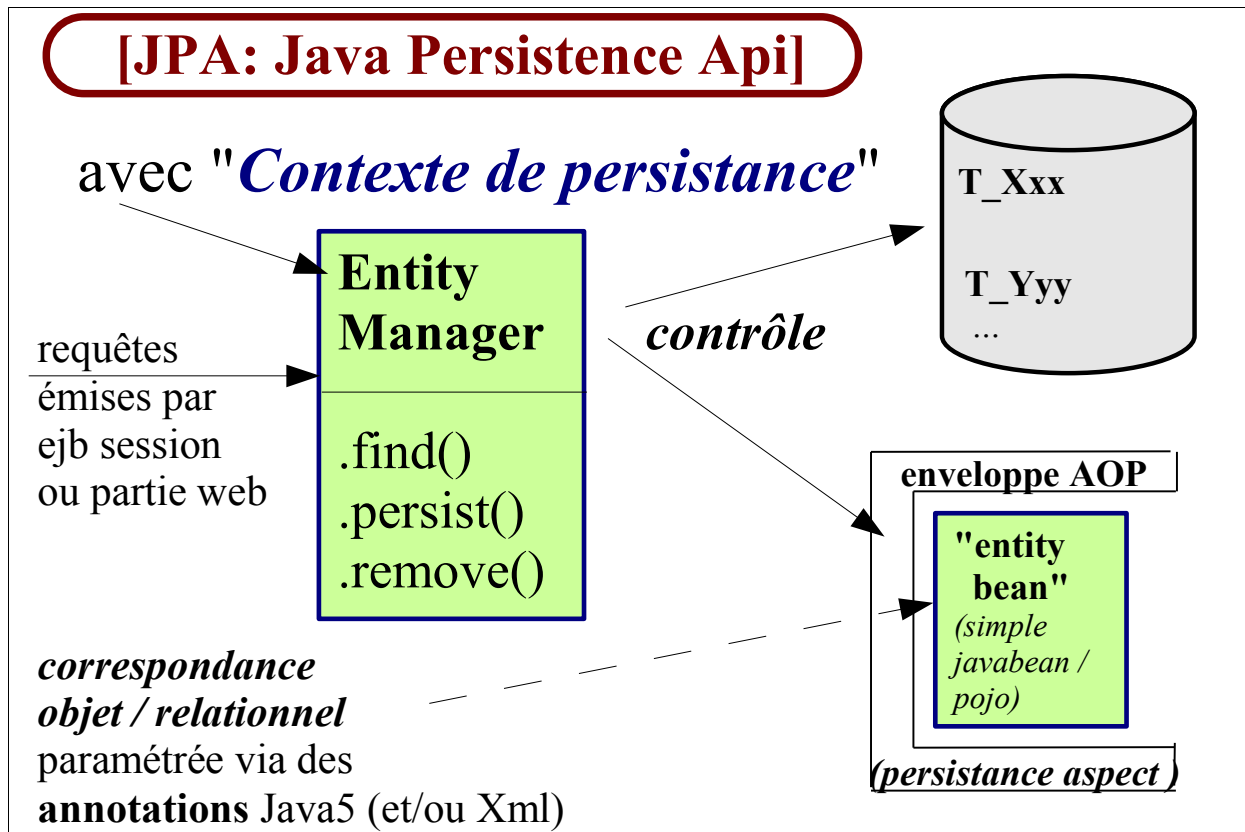 [JPA: Java Persistence Api]
avec "Contexte de persistance"
T_Xxx
T_Yyy
...
Entity
Manager
.find()
.persist()
.remove()
contrôle
requêtes
émises par
ejb session
ou partie web
enveloppe AOP
"entity
bean"
(simple
javabean /
pojo)
(persistance aspect )
correspondance
objet / relationnel
paramétrée via des
annotations Java5 (et/ou Xml)